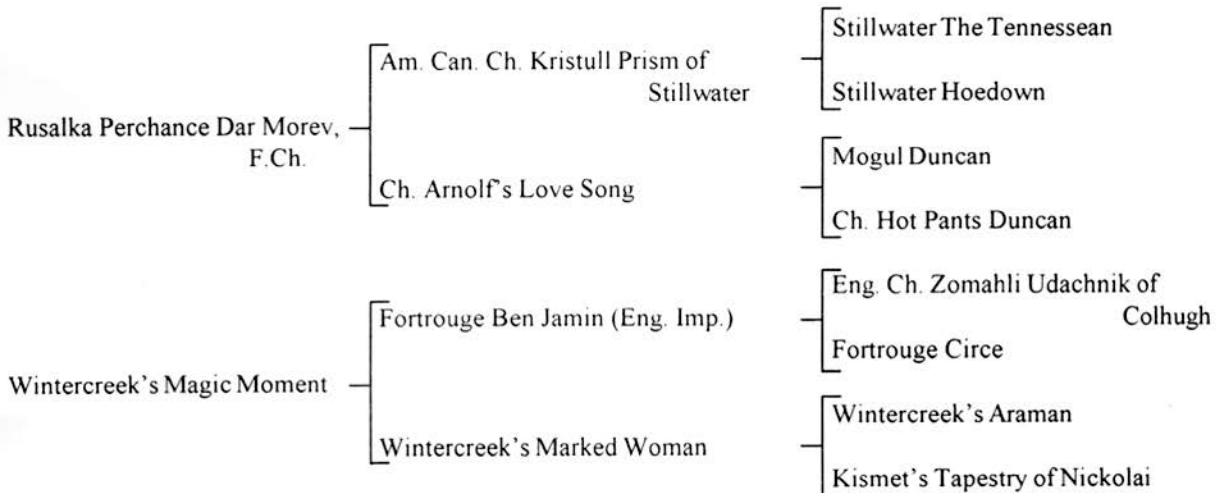 Stillwater The Tennessean
Am. Can. Ch. Kristull Prism of
Stillwater
Stillwater Hoedown
Rusalka Perchance Dar Morev,
F.Ch.
Mogul Duncan
Ch. Arnolf's Love Song
Ch. Hot Pants Duncan
Eng. Ch. Zomahli Udachnik of
Colhugh
Fortrouge Ben Jamin (Eng. Imp.)
Fortrouge Circe
Wintercreek's Magic Moment
Wintercreek's Araman
Wintercreek's Marked Woman
Kismet's Tapestry of Nickolai